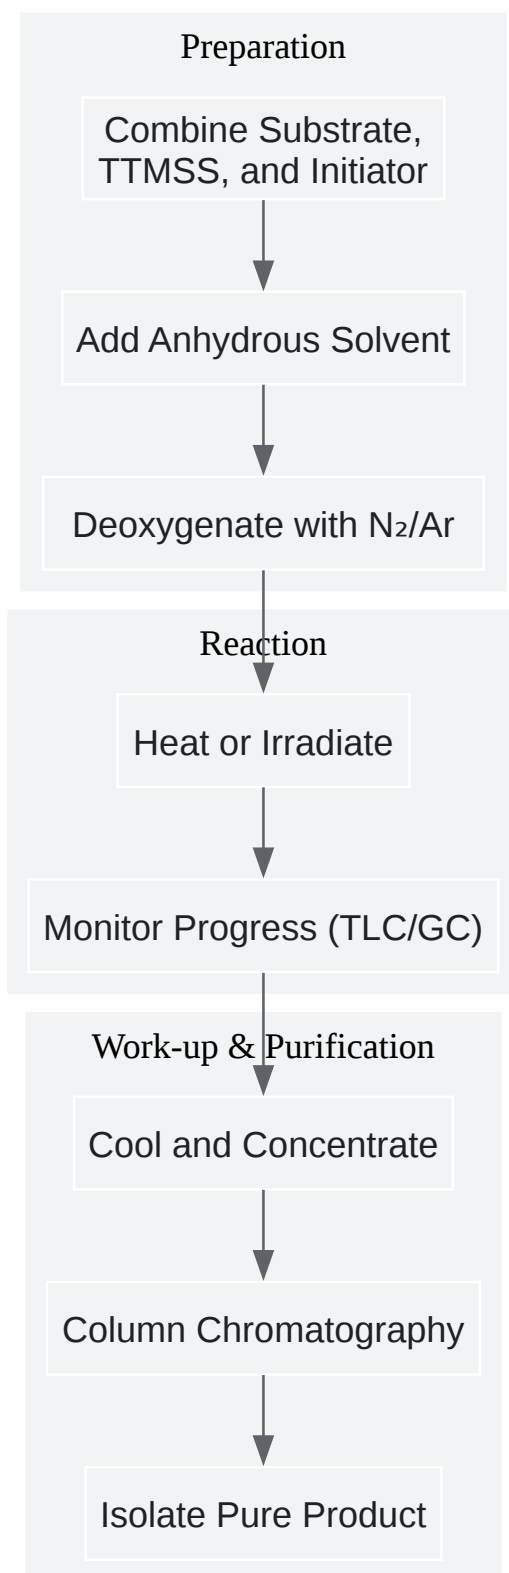 Preparation
Combine Substrate,
TTMSS, and Initiator
Add Anhydrous Solvent
Deoxygenate with N₂/Ar
Reaction
Heat or Irradiate
Monitor Progress (TLC/GC)
Work-up & Purification
Cool and Concentrate
Column Chromatography
Isolate Pure Product